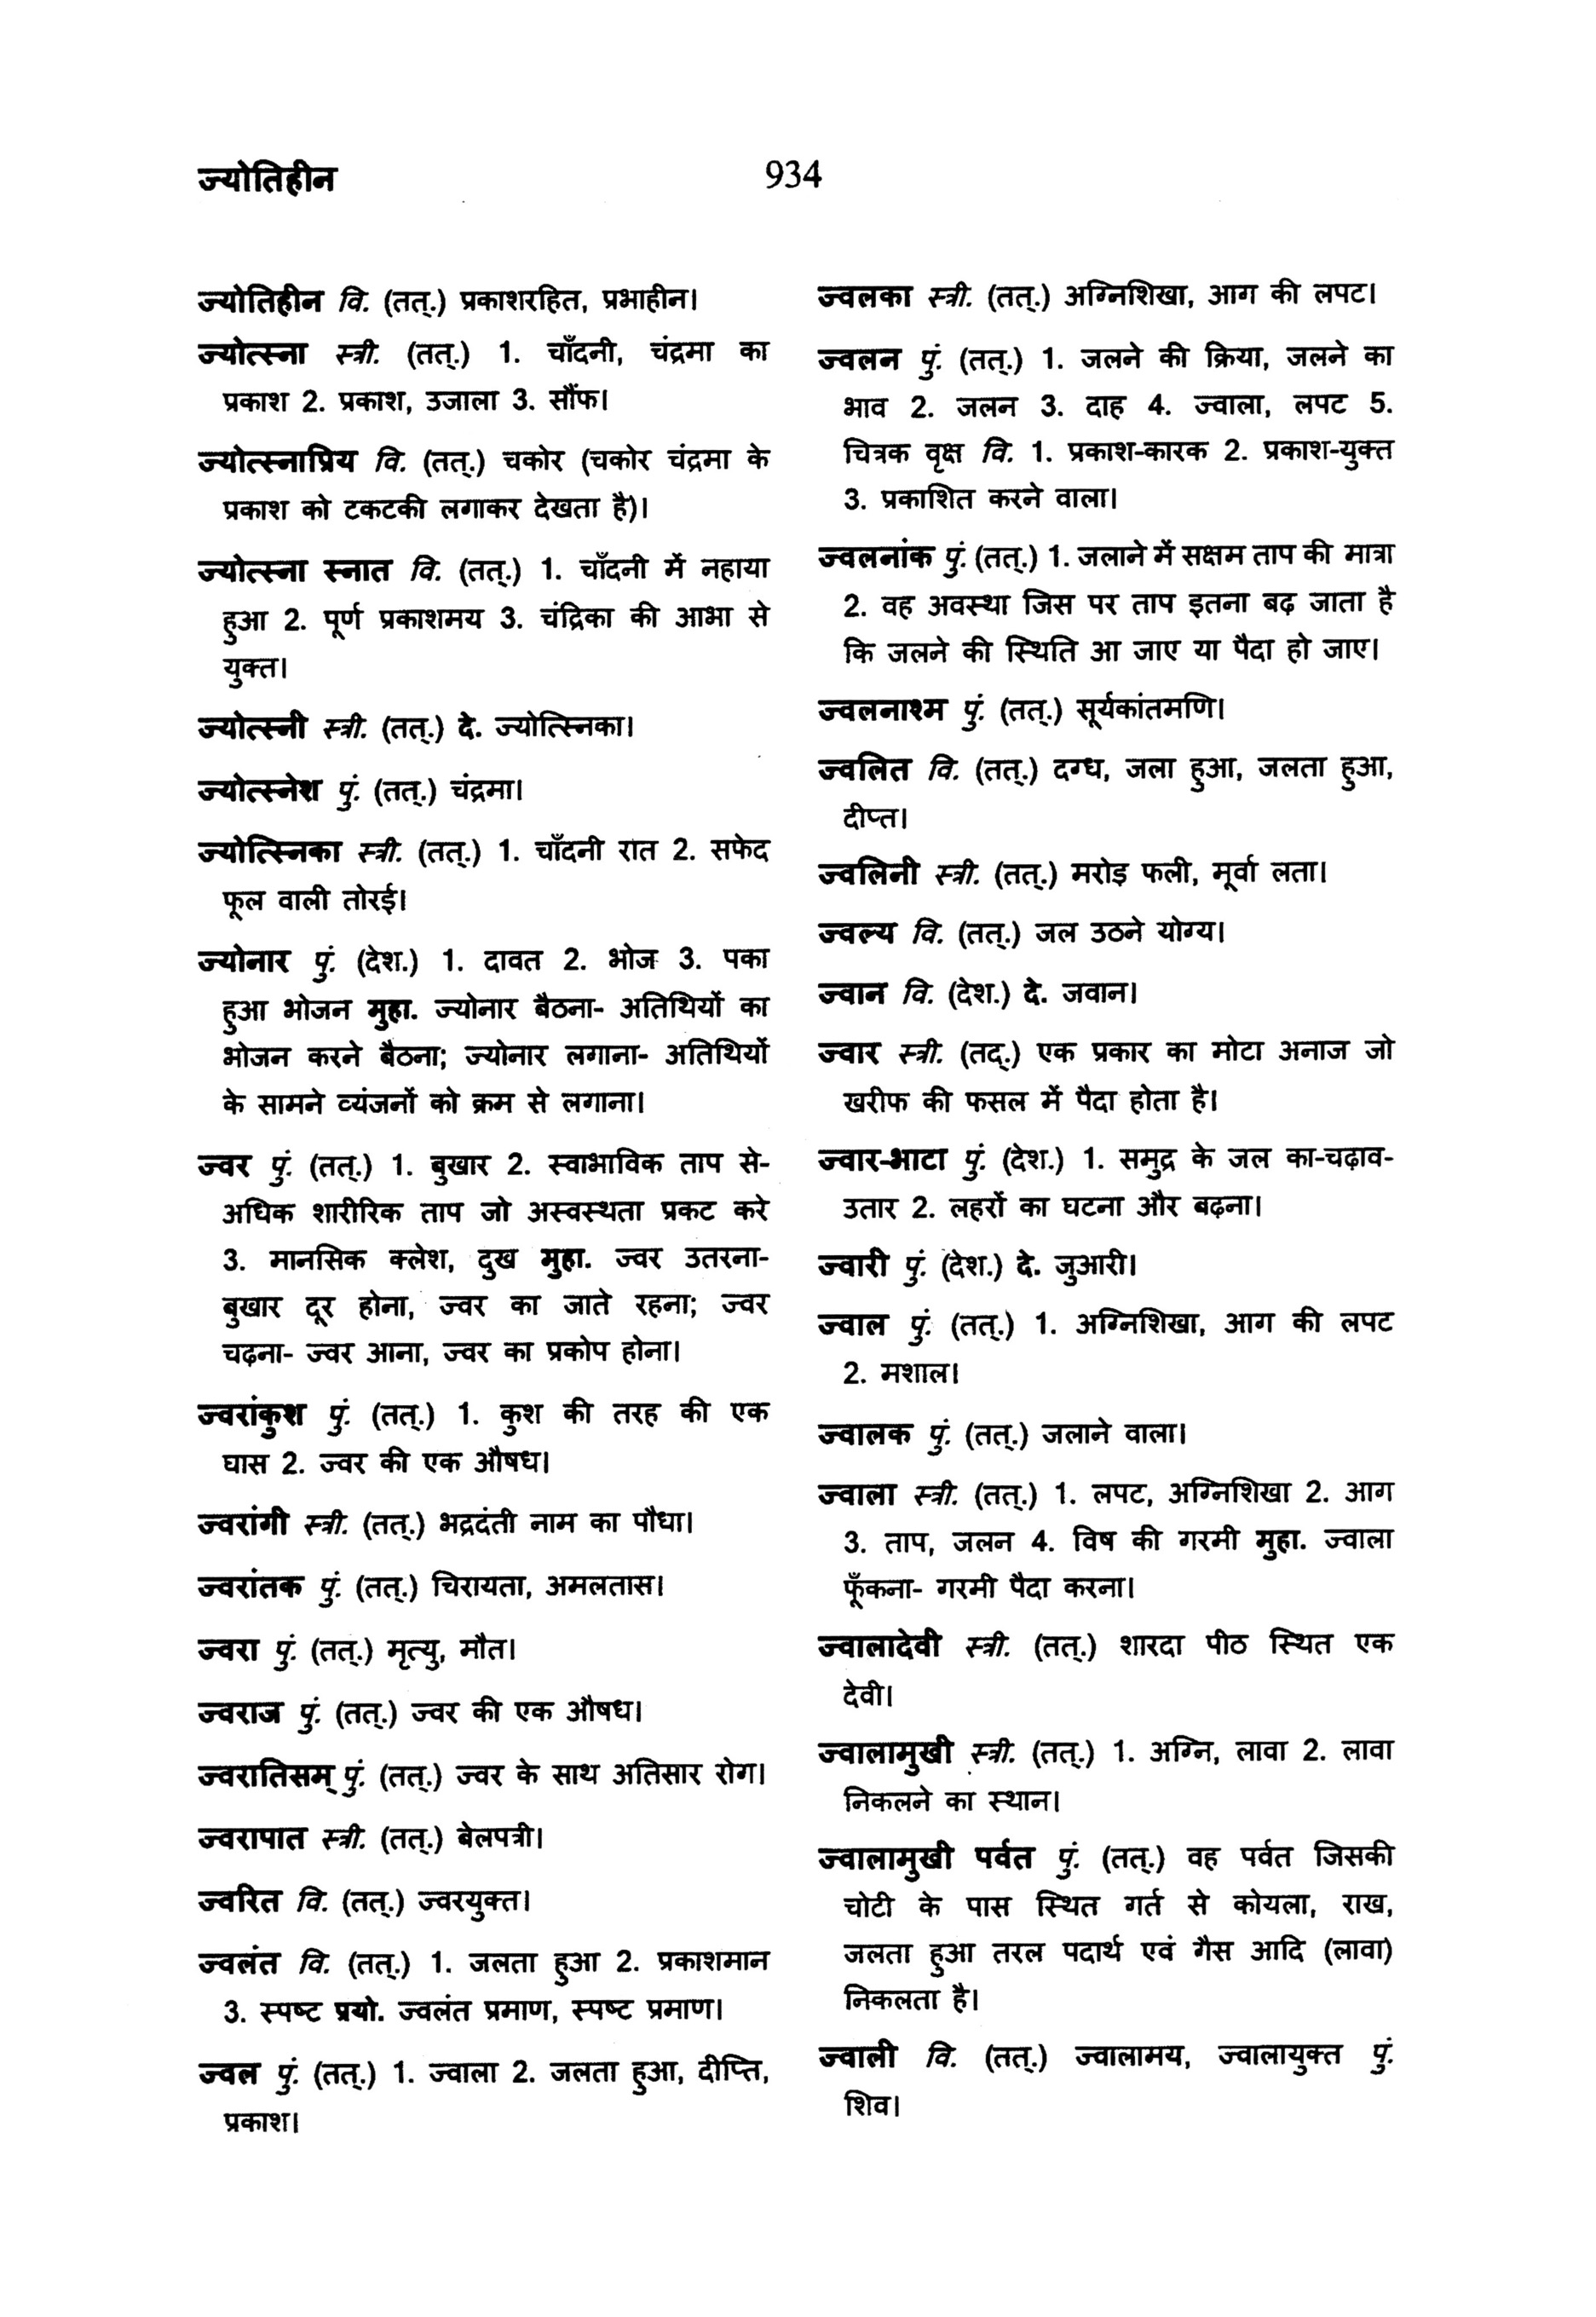 ज्योतिहीन
934
ज्योतिहीन वि. (तत्.) प्रकाशरहित, प्रभाहीन।
ज्योत्स्ना स्त्री. (तत्.) 1. चाँदनी, चंद्रमा का
प्रकाश 2. प्रकाश, उजाला 3. सौंफ।
ज्योत्स्नाप्रिय वि. (तत्.) चकोर (चकोर चंद्रमा के
प्रकाश को टकटकी लगाकर देखता है)।
ज्योत्स्ना स्नात वि. (तत्.) 1. चाँदनी में नहाया
हुआ 2. पूर्ण प्रकाशमय 3. चंद्रिका की आभा से
युक्त।
ज्योत्स्नी स्त्री. (तत्.) दे. ज्योत्स्निका।
ज्योत्स्नेश पुं. (तत्.) चंद्रमा।
ज्योत्स्निका स्त्री. (तत्.) 1. चाँदनी रात 2. सफेद
फूल वाली तोरई।
ज्योनार पुं. (देश.) 1. दावत 2. भोज 3. पका
हुआ भोजन मुहा. ज्योनार बैठना- अतिथियों का
भोजन करने बैठना; ज्योनार लगाना- अतिथियों
के सामने व्यंजनों को क्रम से लगाना।
ज्वर पुं. (तत्.) 1. बुखार 2. स्वाभाविक ताप से-
अधिक शारीरिक ताप जो अस्वस्थता प्रकट करे
3. मानसिक क्लेश, दुख मुहा. ज्वर उतरना-
बुखार दूर होना, ज्वर का जाते रहना; ज्वर
चढ़ना- ज्वर आना, ज्वर का प्रकोप होना।
ज्वरांकुश पुं. (तत्.) 1. कुश की तरह की एक
घास 2. ज्वर की एक औषध।
ज्वरांगी स्त्री. (तत्.) भद्रदंती नाम का पौधा।
ज्वरांतक पुं. (तत्.) चिरायता, अमलतास।
ज्वरा पुं. (तत्.) मृत्यु, मौत।
ज्वराज पुं. (तत्.) ज्वर की एक औषध।
ज्वरातिसम् पुं. (तत्.) ज्वर के साथ अतिसार रोग।
ज्वरापात स्त्री. (तत्.) बेलपत्री।
ज्वरित वि. (तत्.) ज्वरयुक्त।
ज्वलंत वि. (तत्.) 1. जलता हुआ 2. प्रकाशमान
3. स्पष्ट प्रयो. ज्वलंत प्रमाण, स्पष्ट प्रमाण।
ज्वल पुं. (तत्.) 1. ज्वाला 2. जलता हुआ, दीप्ति,
प्रकाश।
ज्वलका स्त्री. (तत्.) अग्निशिखा, आग की लपट।
ज्वलन पुं. (तत्.) 1. जलने की क्रिया, जलने का
भाव 2. जलन 3. दाह 4. ज्वाला, लपट 5.
चित्रक वृक्ष वि. 1. प्रकाश-कारक 2. प्रकाश-युक्त
3. प्रकाशित करने वाला।
ज्वलनांक पुं. (तत्.) 1. जलाने में सक्षम ताप की मात्रा
2. वह अवस्था जिस पर ताप इतना बढ़ जाता है
कि जलने की स्थिति आ जाए या पैदा हो जाए।
ज्वलनाश्म पुं. (तत्.) सूर्यकांतमणि।
ज्वलित वि. (तत्.) दग्ध, जला हुआ, जलता हुआ,
दीप्त।
ज्वलिनी स्त्री. (तत्.) मरोड़ फली, मूर्वा लता।
ज्वल्य वि. (तत्.) जल उठने योग्य।
ज्वान वि. (देश.) दे. जवान।
ज्वार स्त्री. (तद्.) एक प्रकार का मोटा अनाज जो
खरीफ की फसल में पैदा होता है।
ज्वार-भाटा पुं. (देश.) 1. समुद्र के जल का-चढ़ाव-
उतार 2. लहरों का घटना और बढ़ना।
ज्वारी पुं. (देश.) दे. जुआरी।
ज्वाल पुं. (तत्.) 1. अग्निशिखा, आग की लपट
2. मशाल।
ज्वालक पुं. (तत्.) जलाने वाला।
ज्वाला स्त्री. (तत्.) 1. लपट, अग्निशिखा 2. आग
3. ताप, जलन 4. विष की गरमी मुहा. ज्वाला
फूँकना- गरमी पैदा करना।
ज्वालादेवी स्त्री. (तत्.) शारदा पीठ स्थित एक
देवी।
ज्वालामुखी स्त्री. (तत्.) 1. अग्नि, लावा 2. लावा
निकलने का स्थान।
ज्वालामुखी पर्वत पुं. (तत्.) वह पर्वत जिसकी
चोटी के पास स्थित गर्त से कोयला, राख,
जलता हुआ तरल पदार्थ एवं गैस आदि (लावा)
निकलता है।
ज्वाली वि. (तत्.) ज्वालामय, ज्वालायुक्त पुं.
शिव।